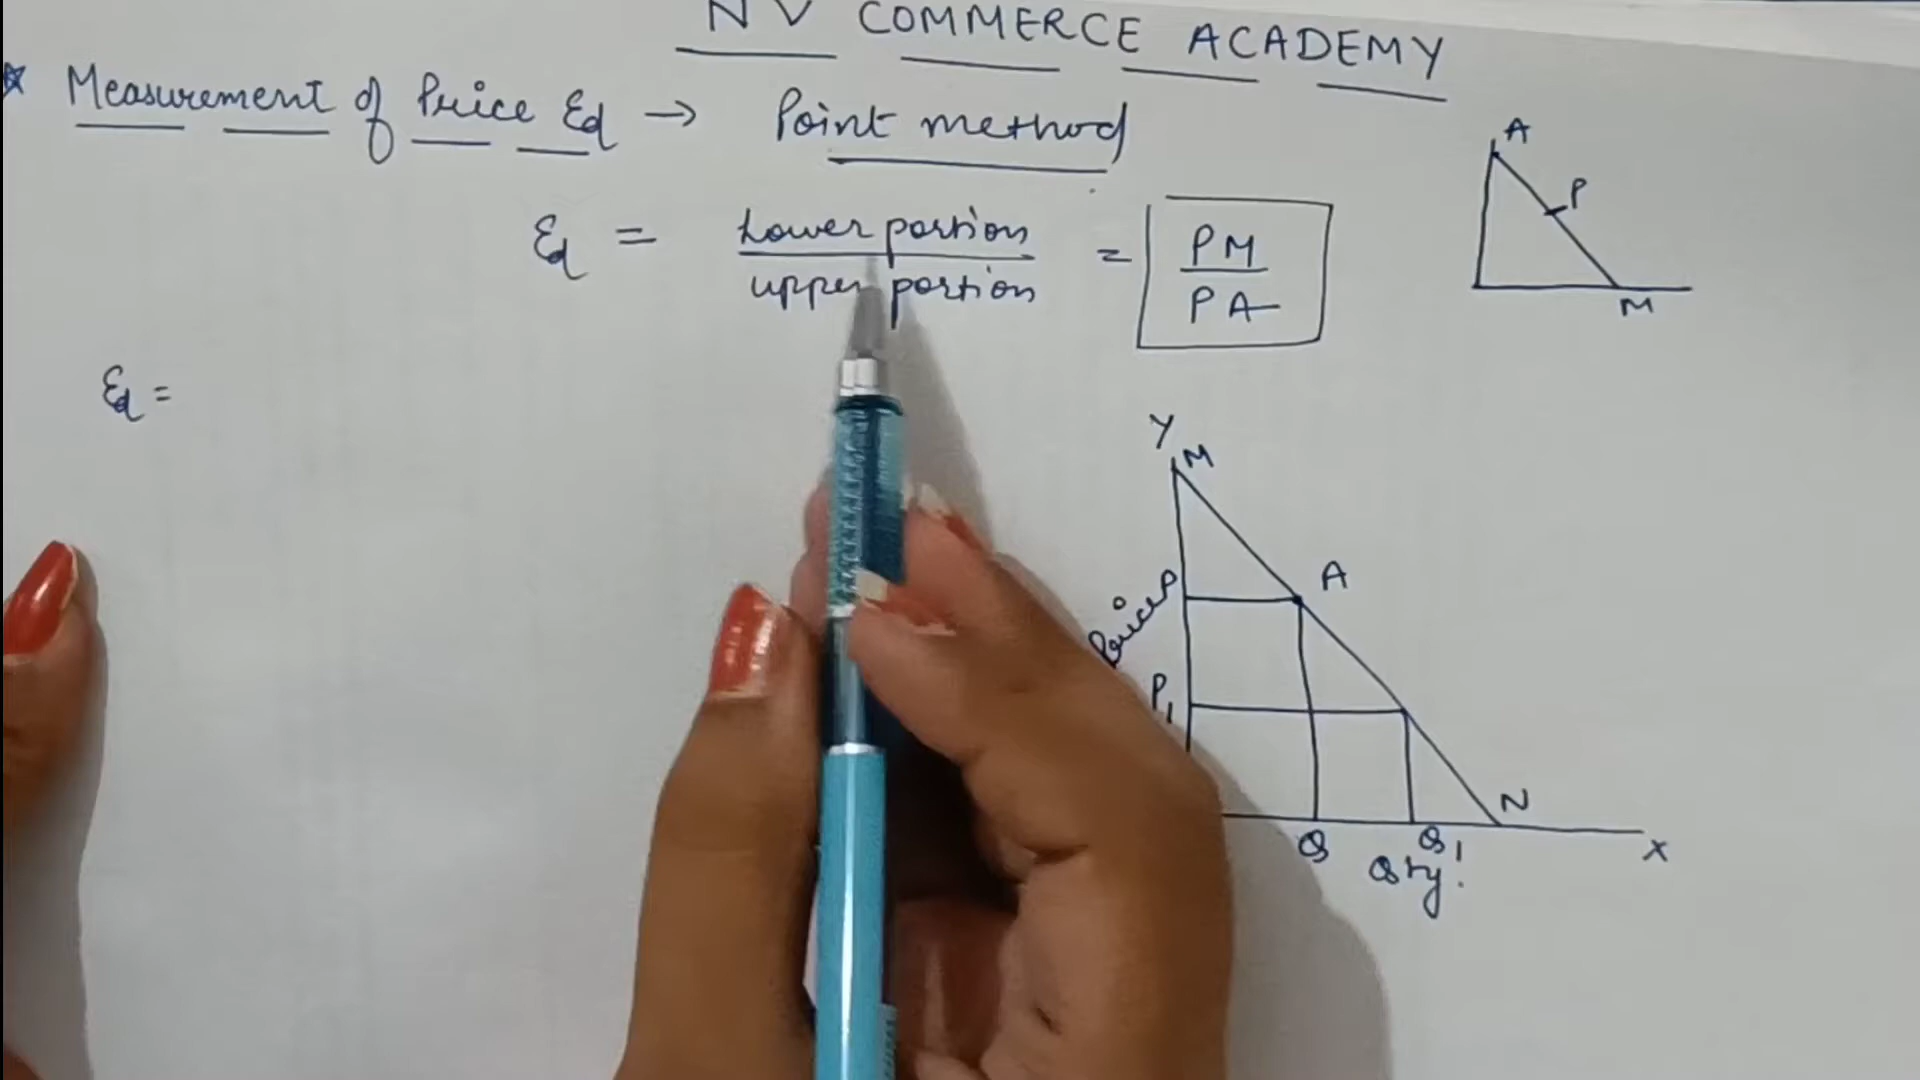 NV COMMERCE ACADEMY
Measurement of Price Ed → Point method
Ed = Lower portion
upper portion
= PM
PA
A
P
M
Ed =
Y
M
A
Price
P
P1
N
Q
Q1
X
Qty.